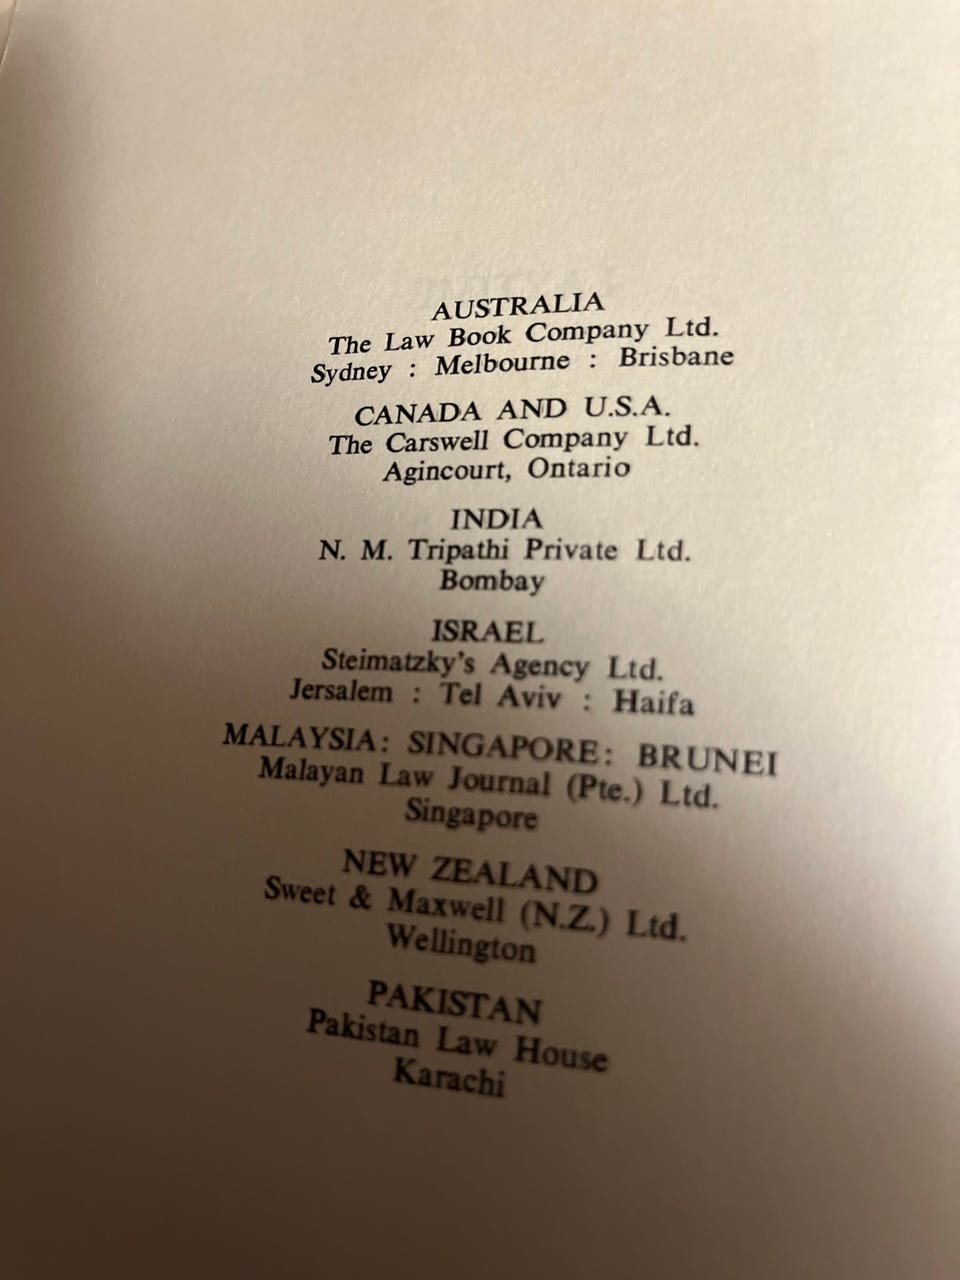 AUSTRALIA
The Law Book Company Ltd.
Sydney : Melbourne : Brisbane
CANADA AND U.S.A.
The Carswell Company Ltd.
Agincourt, Ontario
INDIA
N. M. Tripathi Private Ltd.
Bombay
ISRAEL
Steimatzky's Agency Ltd.
Jersalem : Tel Aviv : Haifa
MALAYSIA: SINGAPORE: BRUNEI
Malayan Law Journal (Pte.) Ltd.
Singapore
NEW ZEALAND
Sweet & Maxwell (N.Z.) Ltd.
Wellington
PAKISTAN
Pakistan Law House
Karachi